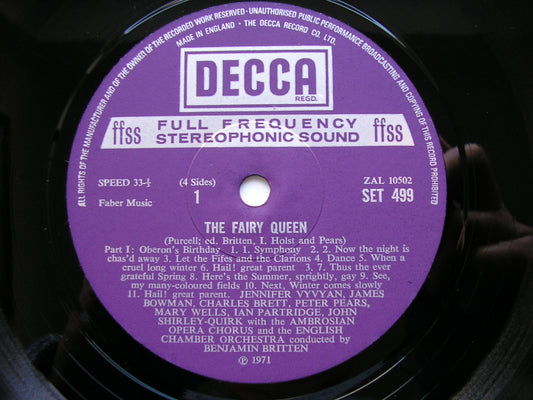 ALL RIGHTS OF THE MANUFACTURER AND OF THE OWNER OF THE RECORDED WORK RESERVED · UNAUTHORISED PUBLIC PERFORMANCE BROADCASTING AND COPYING OF THIS RECORD PROHIBITED
MADE IN ENGLAND · THE DECCA RECORD CO. LTD.
DECCA
REGD.
ffss FULL FREQUENCY STEREOPHONIC SOUND ffss
SPEED 33-⅓ (4 Sides) ZAL 10502
Faber Music 1 SET 499
THE FAIRY QUEEN
(Purcell; ed. Britten, I. Holst and Pears)
Part I: Oberon's Birthday 1. 1. Symphony 2. 2. Now the night is
chas'd away 3. Let the Fifes and the Clarions 4. Dance 5. When a
cruel long winter 6. Hail! great parent 3. 7. Thus the ever
grateful Spring 8. Here's the Summer, sprightly, gay 9. See,
my many-coloured fields 10. Next, Winter comes slowly
11. Hail! great parent. JENNIFER VYVYAN, JAMES
BOWMAN, CHARLES BRETT, PETER PEARS,
MARY WELLS, IAN PARTRIDGE, JOHN
SHIRLEY-QUIRK with the AMBROSIAN
OPERA CHORUS and the ENGLISH
CHAMBER ORCHESTRA conducted by
BENJAMIN BRITTEN
Ⓟ 1971